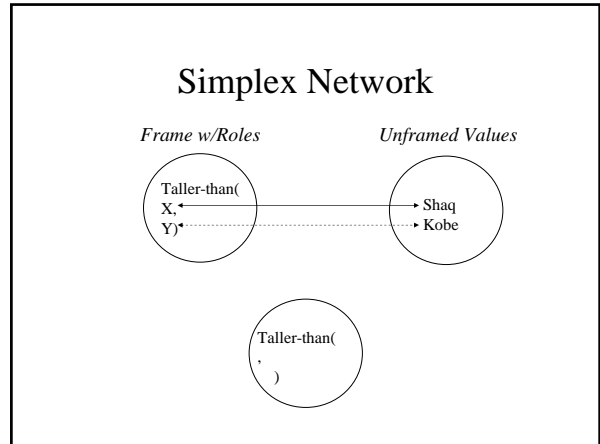 Simplex Network
Frame w/Roles
Unframed Values
Taller-than(
X,
Y)
Shaq
Kobe
Taller-than(
,
)